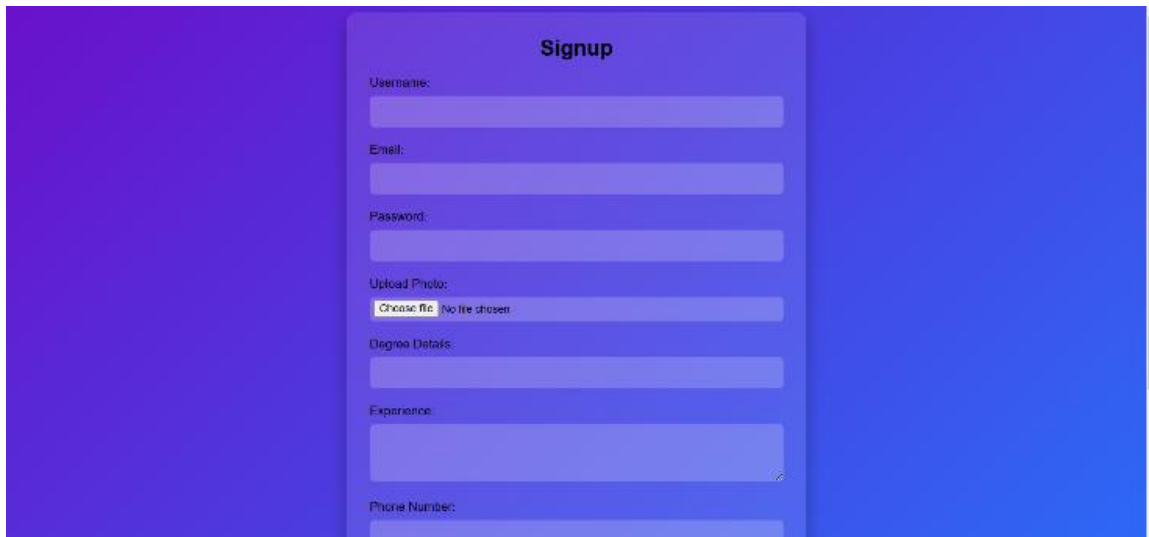 Signup
Username:
Email:
Password:
Upload Photo:
Choose file No file chosen
Degree Details:
Experience:
Phone Number: